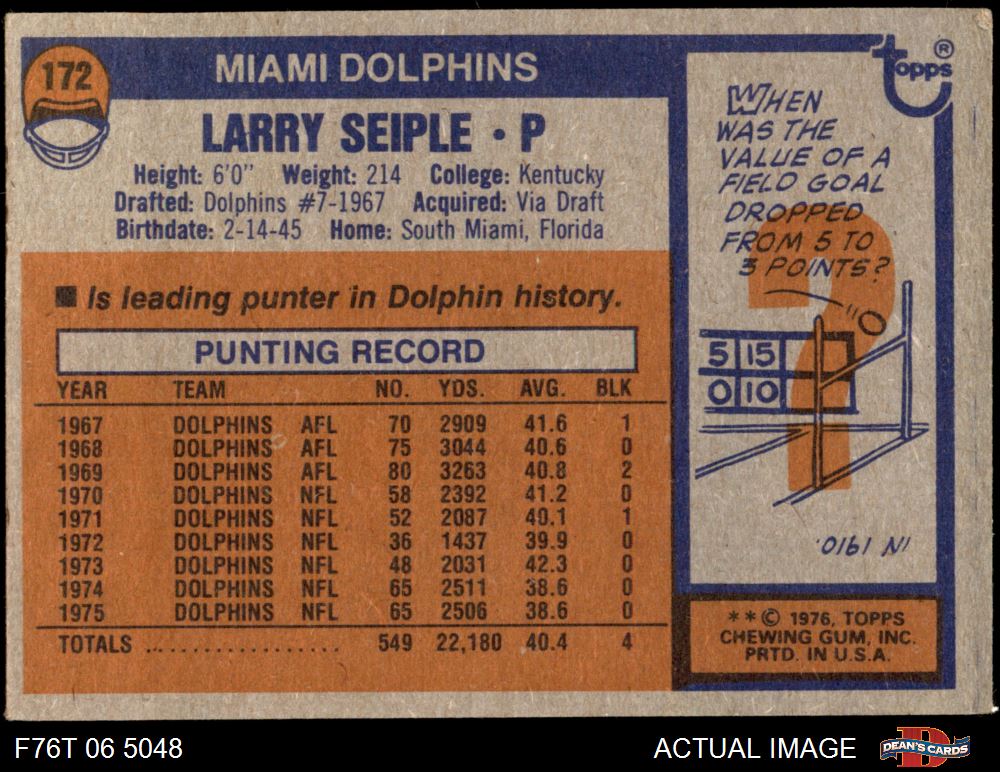 172
MIAMI DOLPHINS
LARRY SEIPLE · P
Height: 6'0" Weight: 214 College: Kentucky
Drafted: Dolphins #7-1967 Acquired: Via Draft
Birthdate: 2-14-45 Home: South Miami, Florida
■ Is leading punter in Dolphin history.
PUNTING RECORD
YEAR TEAM NO. YDS. AVG. BLK
1967 DOLPHINS AFL 70 2909 41.6 1
1968 DOLPHINS AFL 75 3044 40.6 0
1969 DOLPHINS AFL 80 3263 40.8 2
1970 DOLPHINS NFL 58 2392 41.2 0
1971 DOLPHINS NFL 52 2087 40.1 1
1972 DOLPHINS NFL 36 1437 39.9 0
1973 DOLPHINS NFL 48 2031 42.3 0
1974 DOLPHINS NFL 65 2511 38.6 0
1975 DOLPHINS NFL 65 2506 38.6 0
TOTALS .................. 549 22,180 40.4 4
topps ®
WHEN
WAS THE
VALUE OF A
FIELD GOAL
DROPPED
FROM 5 TO
3 POINTS?
?
5 15
0 10
IN 1910.
**© 1976, TOPPS
CHEWING GUM, INC.
PRTD. IN U.S.A.
F76T 06 5048
ACTUAL IMAGE
DEAN'S CARDS